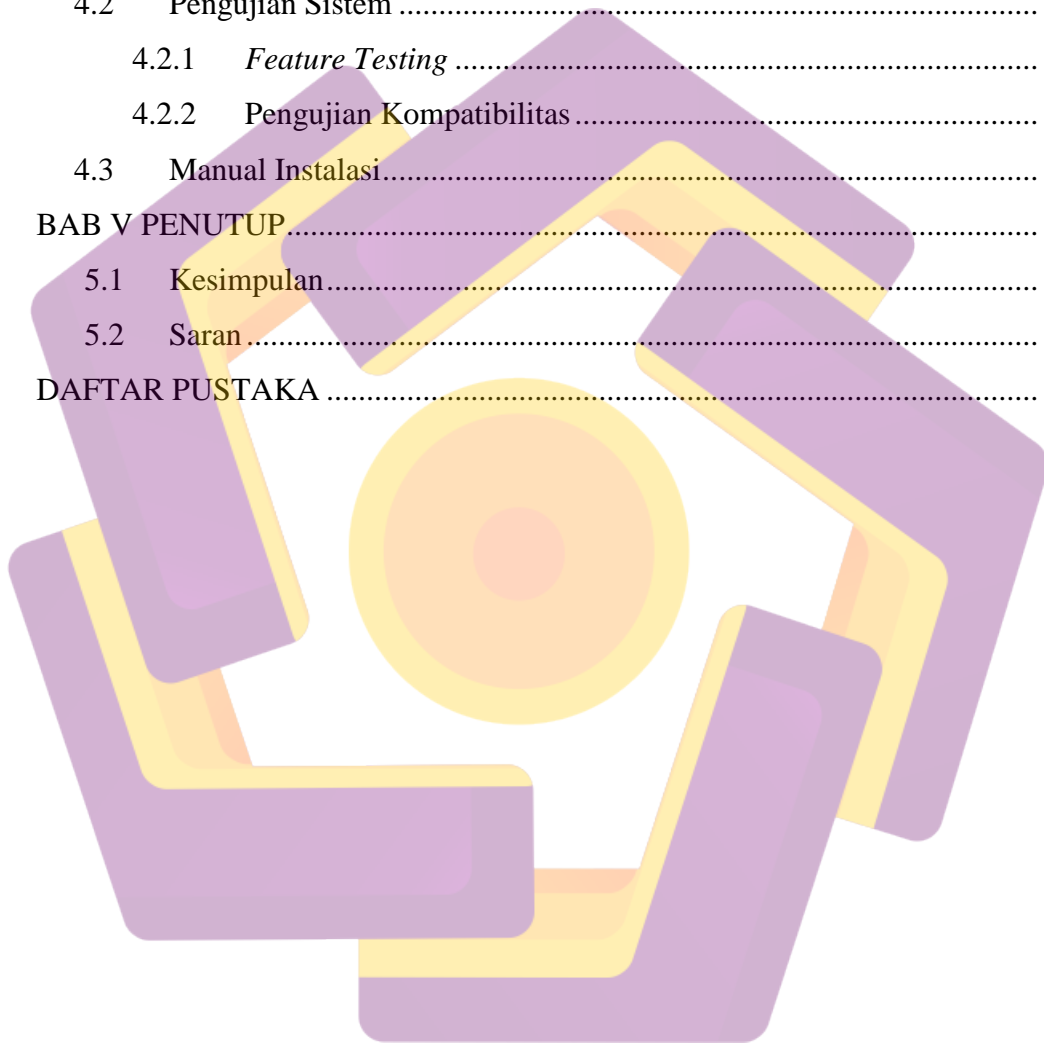 4.2 Pengujian Sistem ........................................................................................
4.2.1 Feature Testing ........................................................................................
4.2.2 Pengujian Kompatibilitas ........................................................................
4.3 Manual Instalasi ........................................................................................
BAB V PENUTUP ........................................................................................
5.1 Kesimpulan ........................................................................................
5.2 Saran ........................................................................................
DAFTAR PUSTAKA ........................................................................................